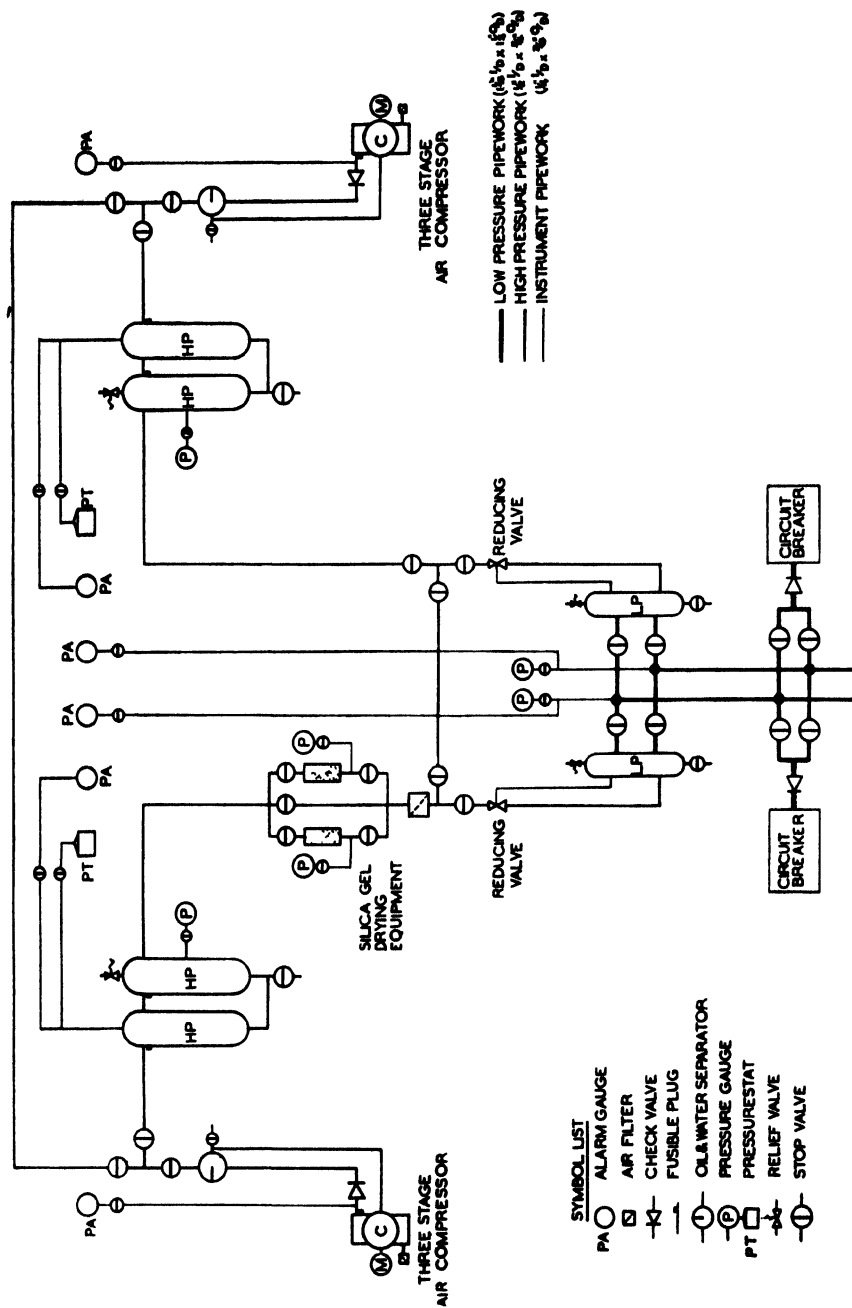 PA
THREE STAGE
AIR COMPRESSOR
C
M
HP
HP
P
PT
PA
SILICA GEL
DRYING
EQUIPMENT
P
P
PA
PA
PA
PT
HP
HP
P
PA
THREE STAGE
AIR COMPRESSOR
C
M
REDUCING
VALVE
REDUCING
VALVE
P
P
LP
LP
CIRCUIT
BREAKER
CIRCUIT
BREAKER
LOW PRESSURE PIPEWORK
HIGH PRESSURE PIPEWORK
INSTRUMENT PIPEWORK
SYMBOL LIST
PA ALARM GAUGE
AIR FILTER
CHECK VALVE
FUSIBLE PLUG
OIL&WATER SEPARATOR
P PRESSURE GAUGE
PT PRESSURESTAT
RELIEF VALVE
STOP VALVE